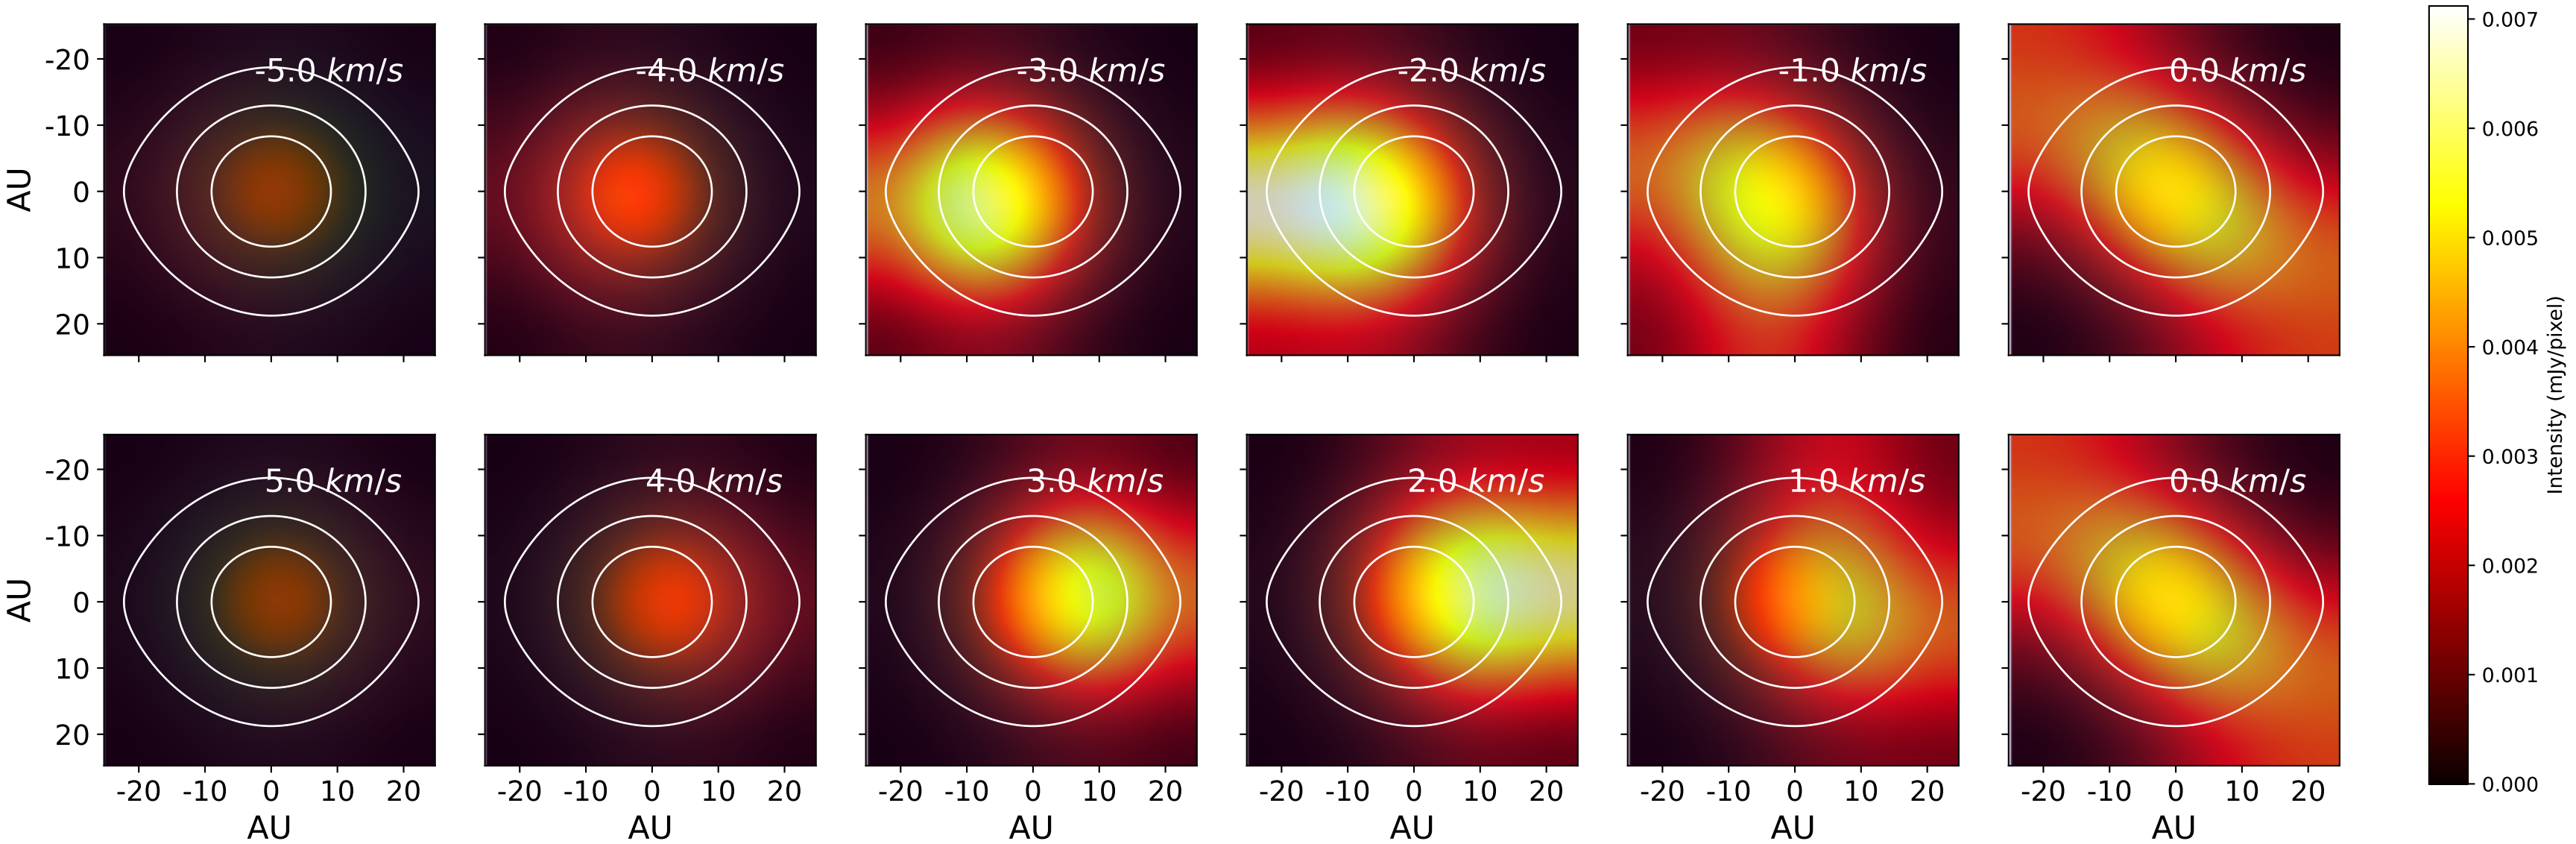 -5.0 km/s
-4.0 km/s
-3.0 km/s
-2.0 km/s
-1.0 km/s
0.0 km/s
-20
-10
0
10
20
AU
5.0 km/s
4.0 km/s
3.0 km/s
2.0 km/s
1.0 km/s
0.0 km/s
-20
-10
0
10
20
AU
-20 -10 0 10 20
-20 -10 0 10 20
-20 -10 0 10 20
-20 -10 0 10 20
-20 -10 0 10 20
-20 -10 0 10 20
AU
AU
AU
AU
AU
AU
0.007
0.006
0.005
0.004
0.003
0.002
0.001
0.000
Intensity (mJy/pixel)